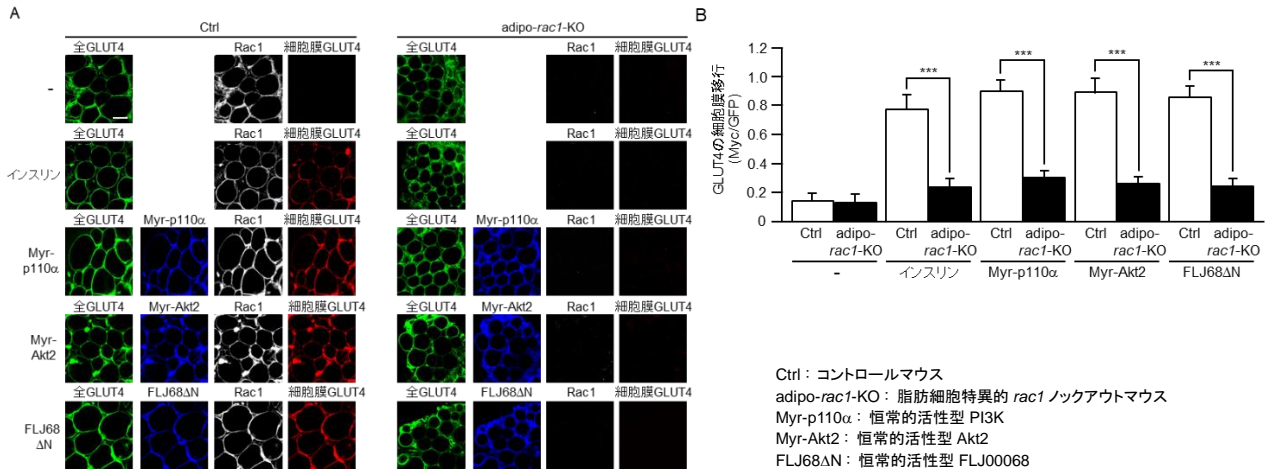 A
Ctrl
adipo-rac1-KO
全GLUT4 Rac1 細胞膜GLUT4 全GLUT4 Rac1 細胞膜GLUT4
-
全GLUT4 Rac1 細胞膜GLUT4 全GLUT4 Rac1 細胞膜GLUT4
インスリン
全GLUT4 Myr-p110α Rac1 細胞膜GLUT4 全GLUT4 Myr-p110α Rac1 細胞膜GLUT4
Myr-
p110α
全GLUT4 Myr-Akt2 Rac1 細胞膜GLUT4 全GLUT4 Myr-Akt2 Rac1 細胞膜GLUT4
Myr-
Akt2
全GLUT4 FLJ68ΔN Rac1 細胞膜GLUT4 全GLUT4 FLJ68ΔN Rac1 細胞膜GLUT4
FLJ68
ΔN
B
GLUT4の細胞膜移行
(Myc/GFP)
1.2
1.0
0.8
0.6
0.4
0.2
0
*** *** *** ***
Ctrl adipo- Ctrl adipo- Ctrl adipo- Ctrl adipo- Ctrl adipo-
rac1-KO rac1-KO rac1-KO rac1-KO rac1-KO
- インスリン Myr-p110α Myr-Akt2 FLJ68ΔN
Ctrl： コントロールマウス
adipo-rac1-KO： 脂肪細胞特異的 rac1 ノックアウトマウス
Myr-p110α： 恒常的活性型 PI3K
Myr-Akt2： 恒常的活性型 Akt2
FLJ68ΔN： 恒常的活性型 FLJ00068